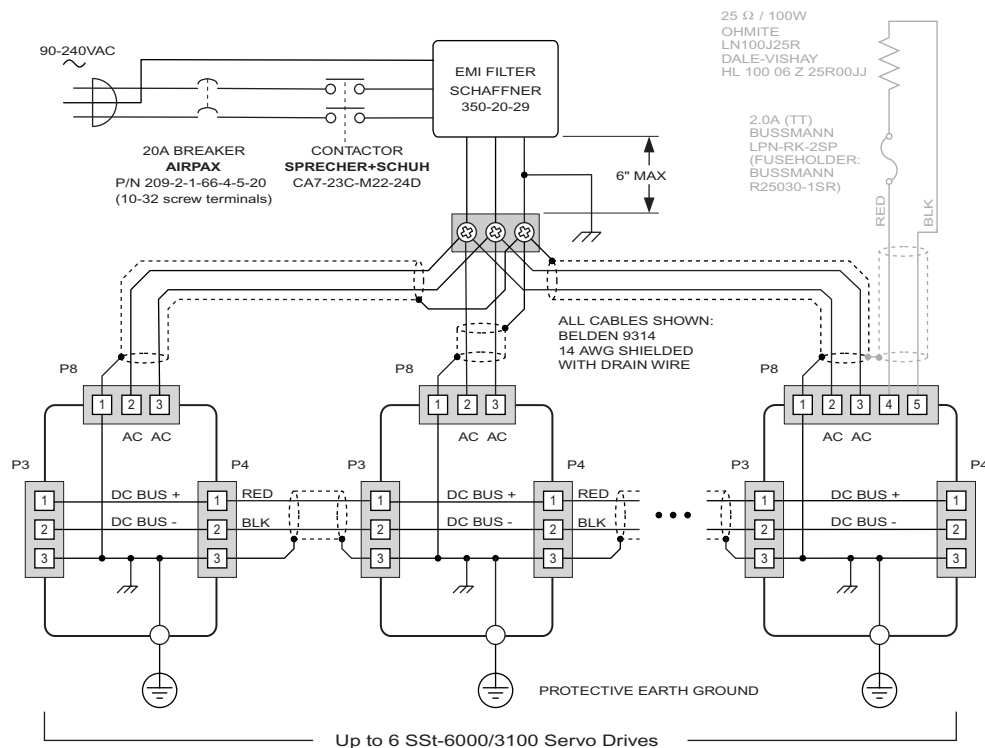 25 Ω / 100W
OHMITE
LN100J25R
DALE-VISHAY
HL 100 06 Z 25R00JJ
90-240VAC
EMI FILTER
SCHAFFNER
350-20-29
2.0A (TT)
BUSSMANN
LPN-RK-2SP
(FUSEHOLDER:
BUSSMANN
R25030-1SR)
20A BREAKER
AIRPAX
P/N 209-2-1-66-4-5-20
(10-32 screw terminals)
CONTACTOR
SPRECHER+SCHUH
CA7-23C-M22-24D
6" MAX
RED
BLK
ALL CABLES SHOWN:
BELDEN 9314
14 AWG SHIELDED
WITH DRAIN WIRE
P8
P8
P8
1 2 3
1 2 3
1 2 3 4 5
AC AC
AC AC
AC AC
P3
P4
P3
P4
P3
P4
1 DC BUS + 1 RED
1 DC BUS + 1 RED
1 DC BUS + 1
2 DC BUS - 2 BLK
2 DC BUS - 2 BLK
2 DC BUS - 2
3 3
3 3
3 3
PROTECTIVE EARTH GROUND
Up to 6 SSt-6000/3100 Servo Drives